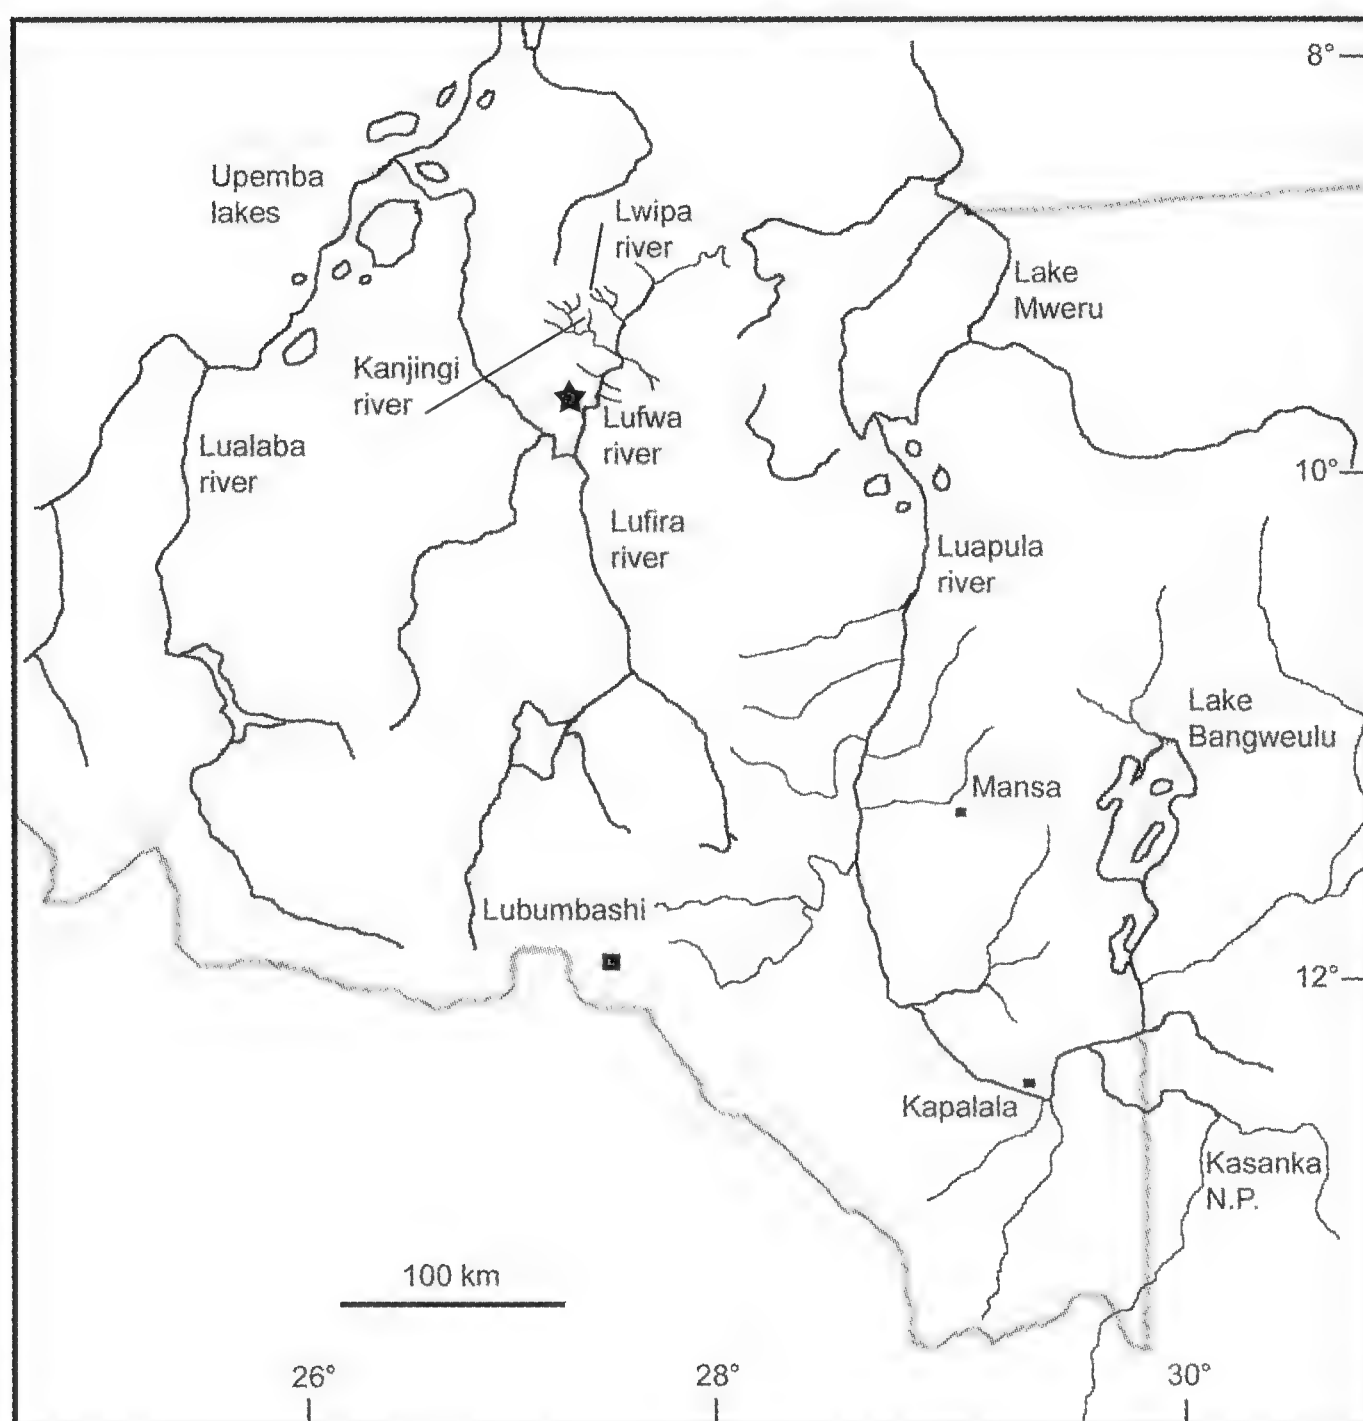 8°
Upemba
lakes
Lwipa
river
Lake
Mweru
Kanjingi
river
Lufwa
river
Lualaba
river
10°
Lufira
river
Luapula
river
Lake
Bangweulu
Mansa
Lubumbashi
12°
Kapalala
Kasanka
N.P.
100 km
26°
28°
30°